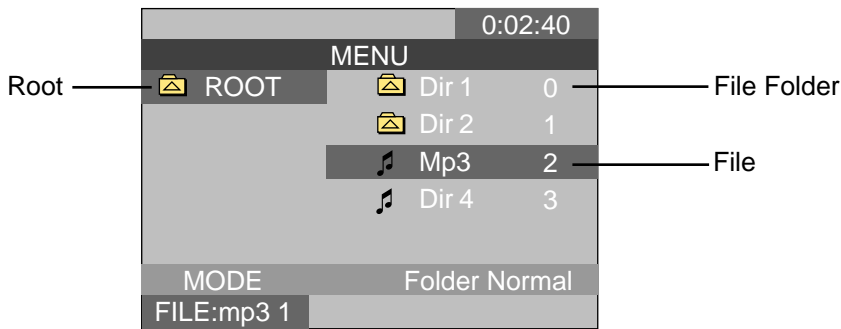 0:02:40
MENU
Root
ROOT
Dir 1 0
File Folder
Dir 2 1
Mp3 2
File
Dir 4 3
MODE Folder Normal
FILE:mp3 1